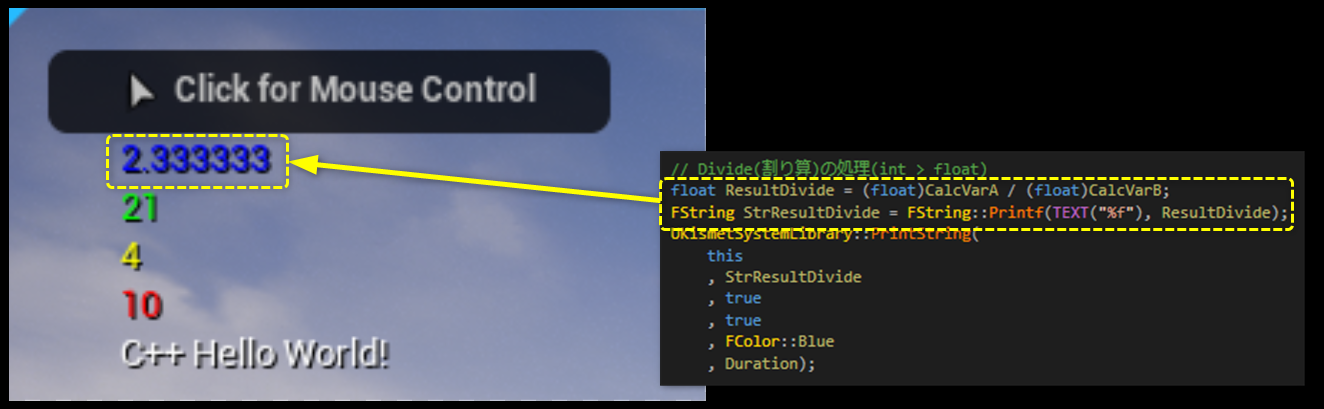 Click for Mouse Control
2.333333
21
4
10
C++ Hello World!
// Divide(割り算)の処理(int > float)
float ResultDivide = (float)CalcVarA / (float)CalcVarB;
FString StrResultDivide = FString::Printf(TEXT("%f"), ResultDivide);
UKismetSystemLibrary::PrintString(
this
, StrResultDivide
, true
, true
, FColor::Blue
, Duration);